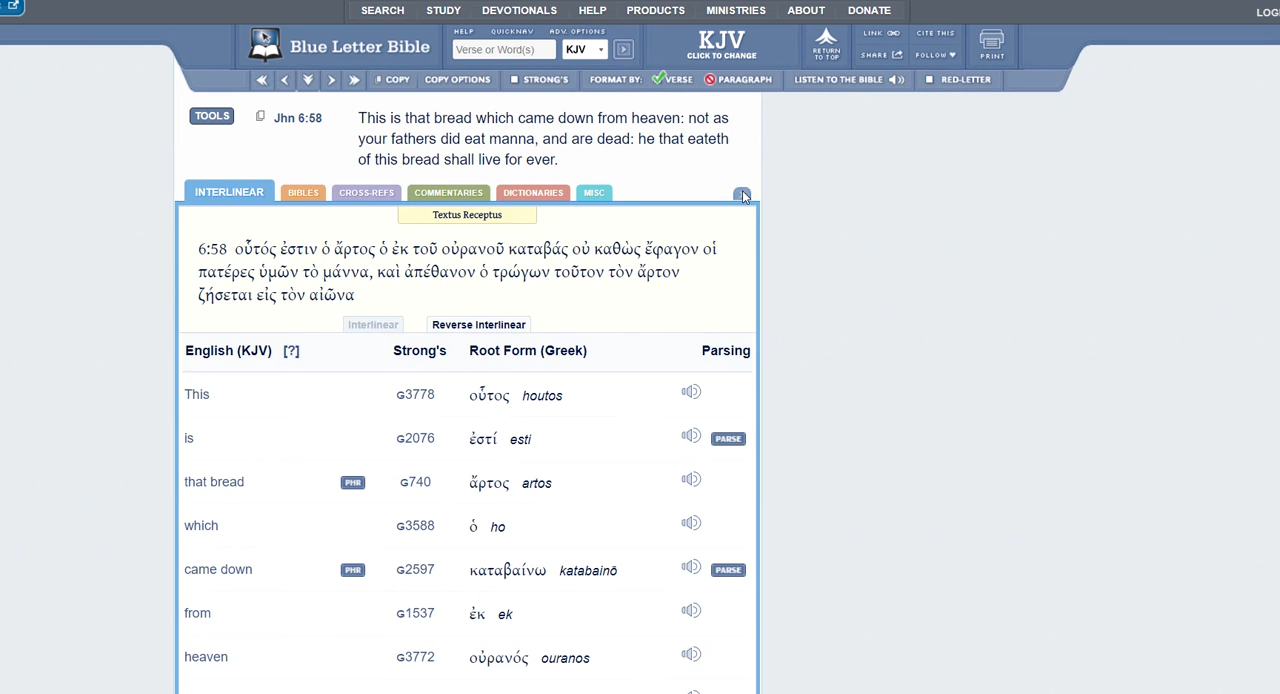 SEARCH STUDY DEVOTIONALS HELP PRODUCTS MINISTRIES ABOUT DONATE
Blue Letter Bible
HELP QUICKNAV ADV. OPTIONS
Verse or Word(s) KJV
KJV
CLICK TO CHANGE
RETURN
TO TOP
LINK CITE THIS
SHARE FOLLOW
PRINT
COPY COPY OPTIONS STRONG'S FORMAT BY: VERSE PARAGRAPH LISTEN TO THE BIBLE RED-LETTER
TOOLS Jhn 6:58 This is that bread which came down from heaven: not as
your fathers did eat manna, and are dead: he that eateth
of this bread shall live for ever.
INTERLINEAR BIBLES CROSS-REFS COMMENTARIES DICTIONARIES MISC
Textus Receptus
6:58 οὗτός ἐστιν ὁ ἄρτος ὁ ἐκ τοῦ οὐρανοῦ καταβάς οὐ καθὼς ἔφαγον οἱ
πατέρες ὑμῶν τὸ μάννα, καὶ ἀπέθανον ὁ τρώγων τοῦτον τὸν ἄρτον
ζήσεται εἰς τὸν αἰῶνα
Interlinear Reverse Interlinear
English (KJV) [?] Strong's Root Form (Greek) Parsing
This G3778 οὗτος houtos
is G2076 ἐστί esti PARSE
that bread PHR G740 ἄρτος artos
which G3588 ὁ ho
came down PHR G2597 καταβαίνω katabainō PARSE
from G1537 ἐκ ek
heaven G3772 οὐρανός ouranos